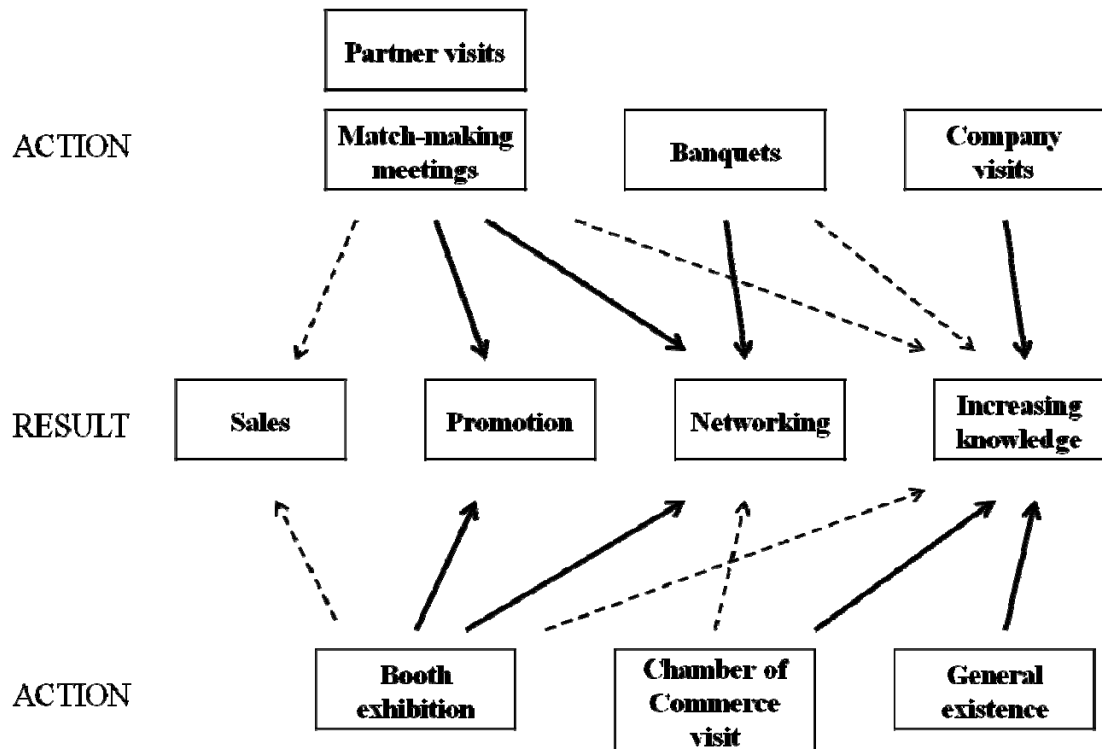 Partner visits
ACTION
Match-making
meetings
Banquets
Company
visits
RESULT
Sales
Promotion
Networking
Increasing
knowledge
ACTION
Booth
exhibition
Chamber of
Commerce
visit
General
existence